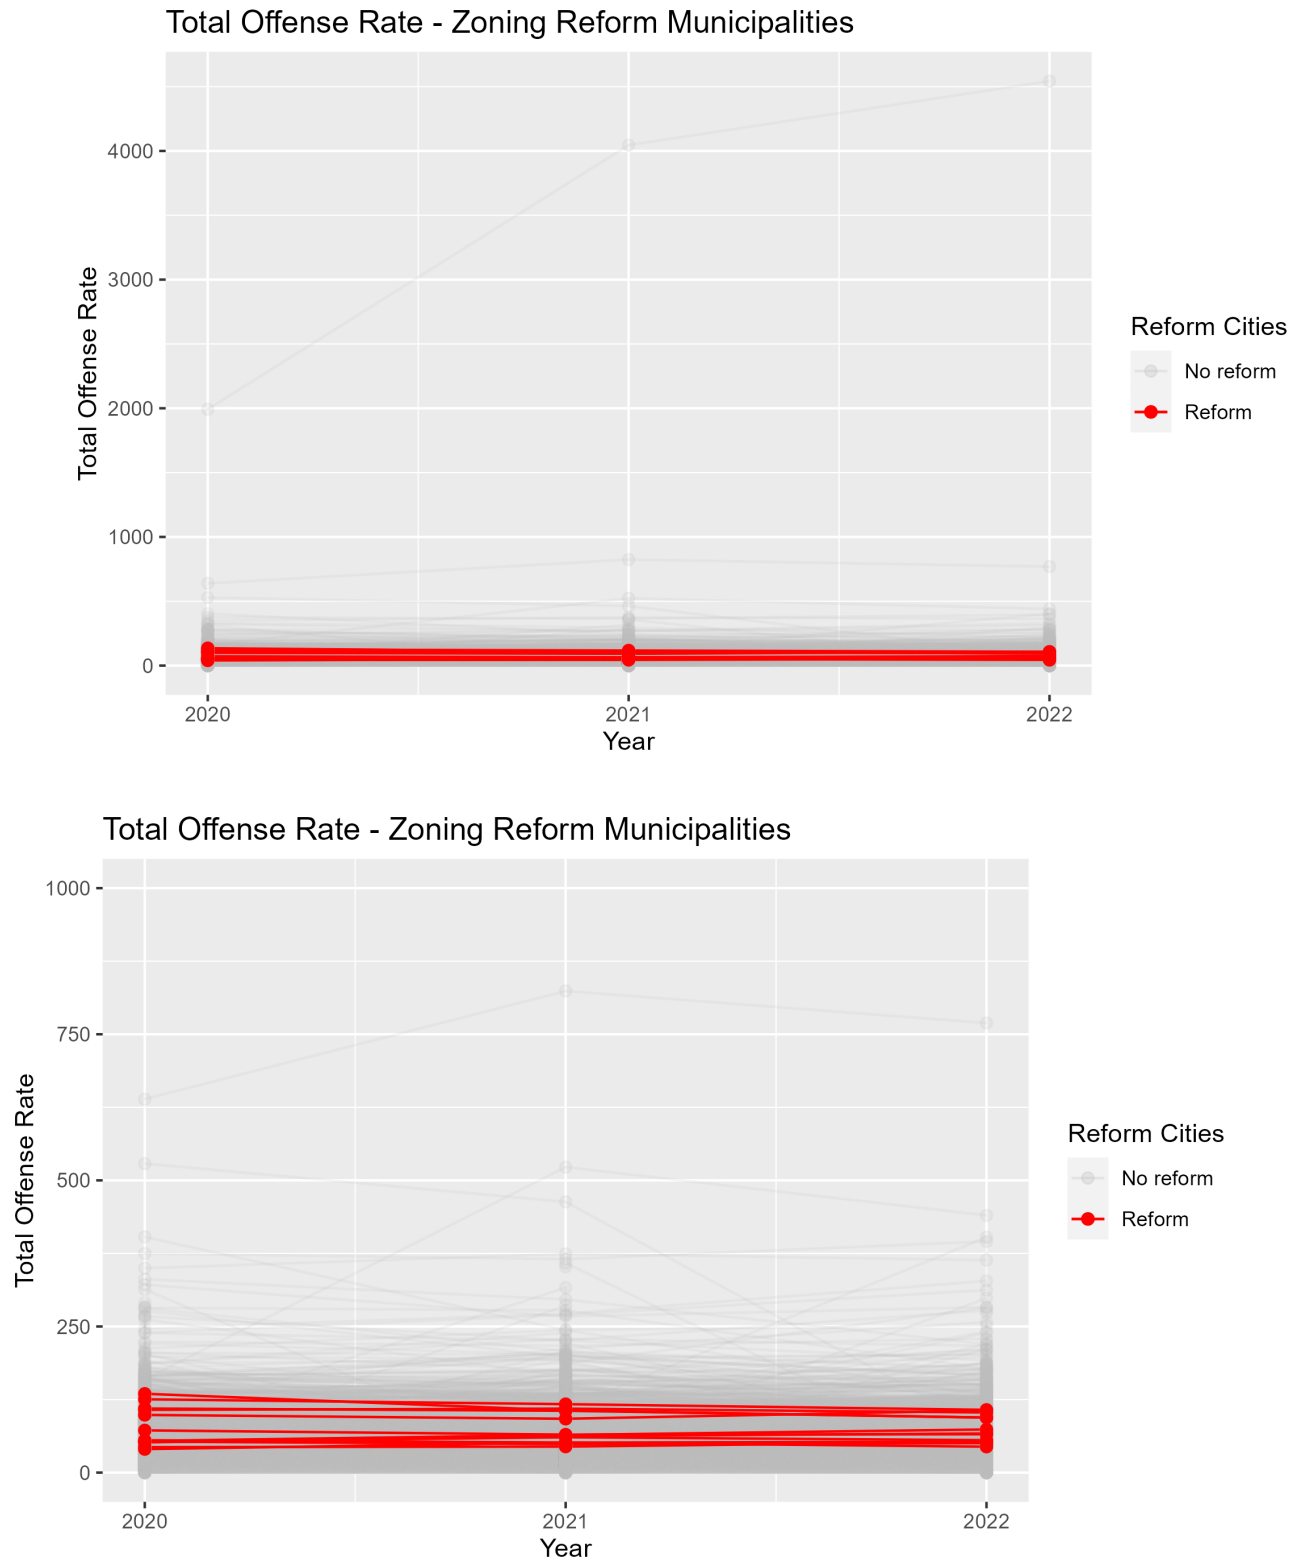 Total Offense Rate - Zoning Reform Municipalities
4000
3000
2000
1000
0
Total Offense Rate
2020
2021
2022
Year
Reform Cities
No reform
Reform
Total Offense Rate - Zoning Reform Municipalities
1000
750
500
250
0
Total Offense Rate
2020
2021
2022
Year
Reform Cities
No reform
Reform